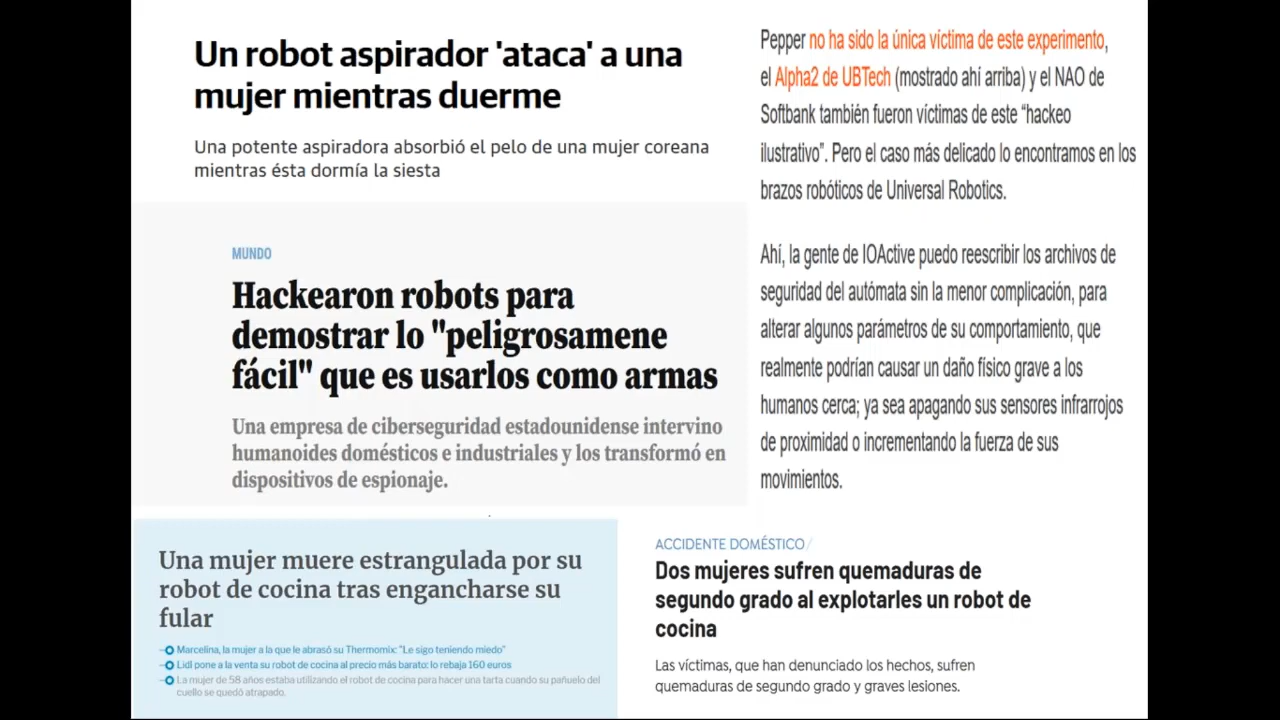 Un robot aspirador 'ataca' a una
mujer mientras duerme
Una potente aspiradora absorbió el pelo de una mujer coreana
mientras ésta dormía la siesta
MUNDO
Hackearon robots para
demostrar lo "peligrosamene
fácil" que es usarlos como armas
Una empresa de ciberseguridad estadounidense intervino
humanoides domésticos e industriales y los transformó en
dispositivos de espionaje.
Pepper no ha sido la única víctima de este experimento,
el Alpha2 de UBTech (mostrado ahí arriba) y el NAO de
Softbank también fueron víctimas de este “hackeo
ilustrativo”. Pero el caso más delicado lo encontramos en los
brazos robóticos de Universal Robotics.
Ahí, la gente de IOActive puedo reescribir los archivos de
seguridad del autómata sin la menor complicación, para
alterar algunos parámetros de su comportamiento, que
realmente podrían causar un daño físico grave a los
humanos cerca; ya sea apagando sus sensores infrarrojos
de proximidad o incrementando la fuerza de sus
movimientos.
Una mujer muere estrangulada por su
robot de cocina tras engancharse su
fular
Marcelina, la mujer a la que le abrasó su Thermomix: "Le sigo teniendo miedo"
Lidl pone a la venta su robot de cocina al precio más barato: lo rebaja 160 euros
La mujer de 58 años estaba utilizando el robot de cocina para hacer una tarta cuando su pañuelo del
cuello se quedó atrapado.
ACCIDENTE DOMÉSTICO/
Dos mujeres sufren quemaduras de
segundo grado al explotarles un robot de
cocina
Las víctimas, que han denunciado los hechos, sufren
quemaduras de segundo grado y graves lesiones.